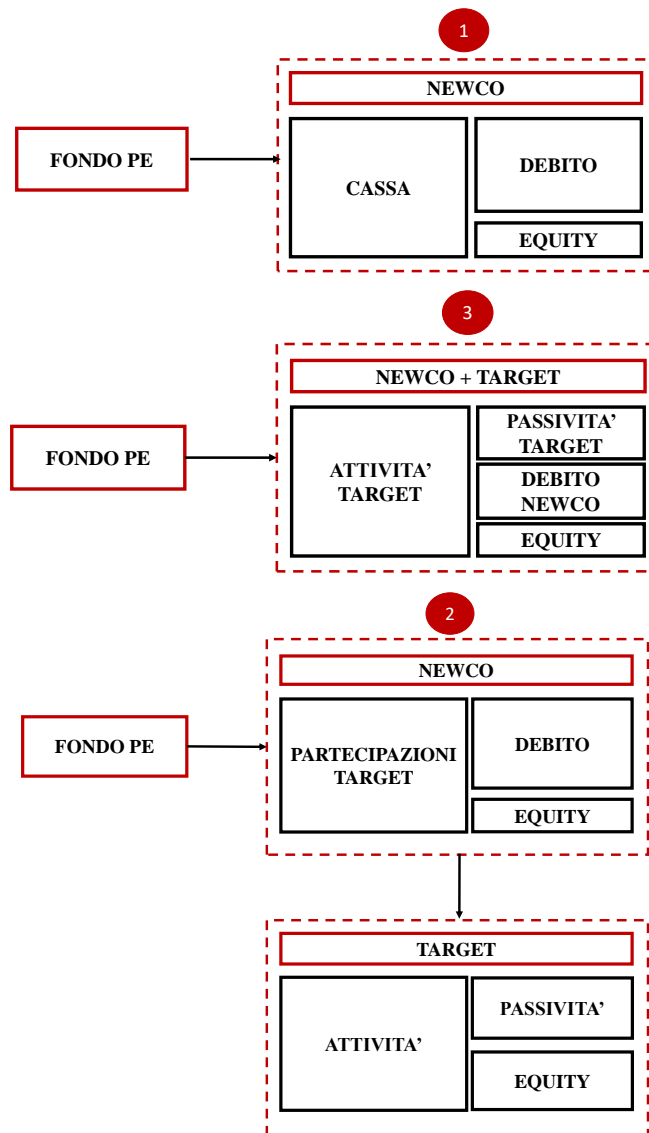 1
NEWCO
FONDO PE
CASSA
DEBITO
EQUITY
3
NEWCO + TARGET
FONDO PE
ATTIVITA’
TARGET
PASSIVITA’
TARGET
DEBITO
NEWCO
EQUITY
2
NEWCO
FONDO PE
PARTECIPAZIONI
TARGET
DEBITO
EQUITY
TARGET
ATTIVITA’
PASSIVITA’
EQUITY